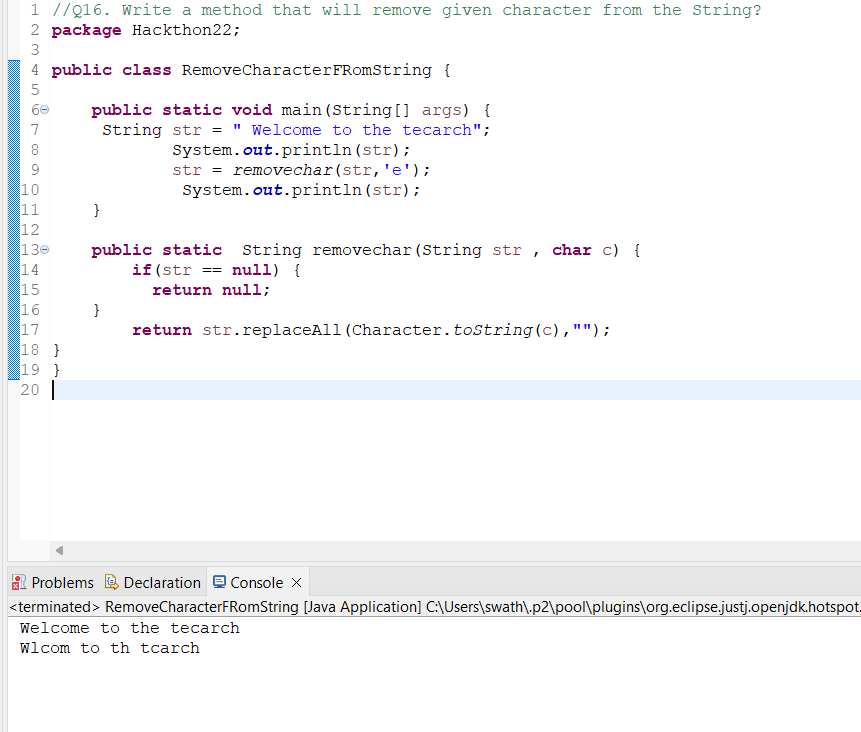 1 //Q16. Write a method that will remove given character from the String?
2 package Hackthon22;
3
4 public class RemoveCharacterFRomString {
5
6 public static void main(String[] args) {
7 String str = " Welcome to the tecarch";
8 System.out.println(str);
9 str = removechar(str,'e');
10 System.out.println(str);
11 }
12
13 public static  String removechar(String str , char c) {
14 if(str == null) {
15 return null;
16 }
17 return str.replaceAll(Character.toString(c),"");
18 }
19 }
20
Problems Declaration Console
<terminated> RemoveCharacterFRomString [Java Application] C:\Users\swath\.p2\pool\plugins\org.eclipse.justj.openjdk.hotspot.
Welcome to the tecarch
Wlcom to th tcarch